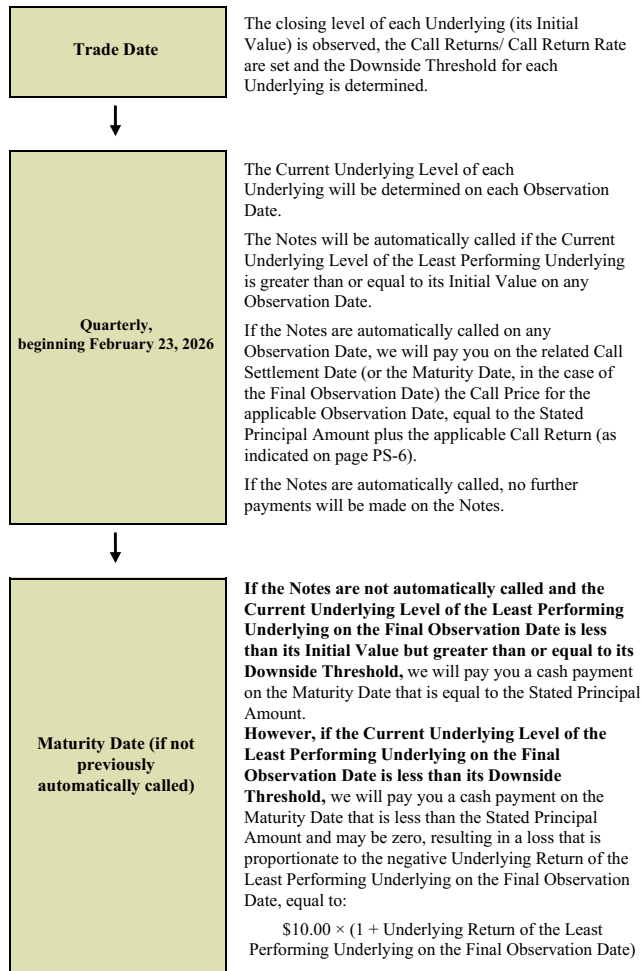 Trade Date
The closing level of each Underlying (its Initial
Value) is observed, the Call Returns/ Call Return Rate
are set and the Downside Threshold for each
Underlying is determined.
Quarterly,
beginning February 23, 2026
The Current Underlying Level of each
Underlying will be determined on each Observation
Date.
The Notes will be automatically called if the Current
Underlying Level of the Least Performing Underlying
is greater than or equal to its Initial Value on any
Observation Date.
If the Notes are automatically called on any
Observation Date, we will pay you on the related Call
Settlement Date (or the Maturity Date, in the case of
the Final Observation Date) the Call Price for the
applicable Observation Date, equal to the Stated
Principal Amount plus the applicable Call Return (as
indicated on page PS-6).
If the Notes are automatically called, no further
payments will be made on the Notes.
Maturity Date (if not
previously
automatically called)
If the Notes are not automatically called and the
Current Underlying Level of the Least Performing
Underlying on the Final Observation Date is less
than its Initial Value but greater than or equal to its
Downside Threshold, we will pay you a cash payment
on the Maturity Date that is equal to the Stated Principal
Amount.
However, if the Current Underlying Level of the
Least Performing Underlying on the Final
Observation Date is less than its Downside
Threshold, we will pay you a cash payment on the
Maturity Date that is less than the Stated Principal
Amount and may be zero, resulting in a loss that is
proportionate to the negative Underlying Return of the
Least Performing Underlying on the Final Observation
Date, equal to:
$10.00 × (1 + Underlying Return of the Least
Performing Underlying on the Final Observation Date)